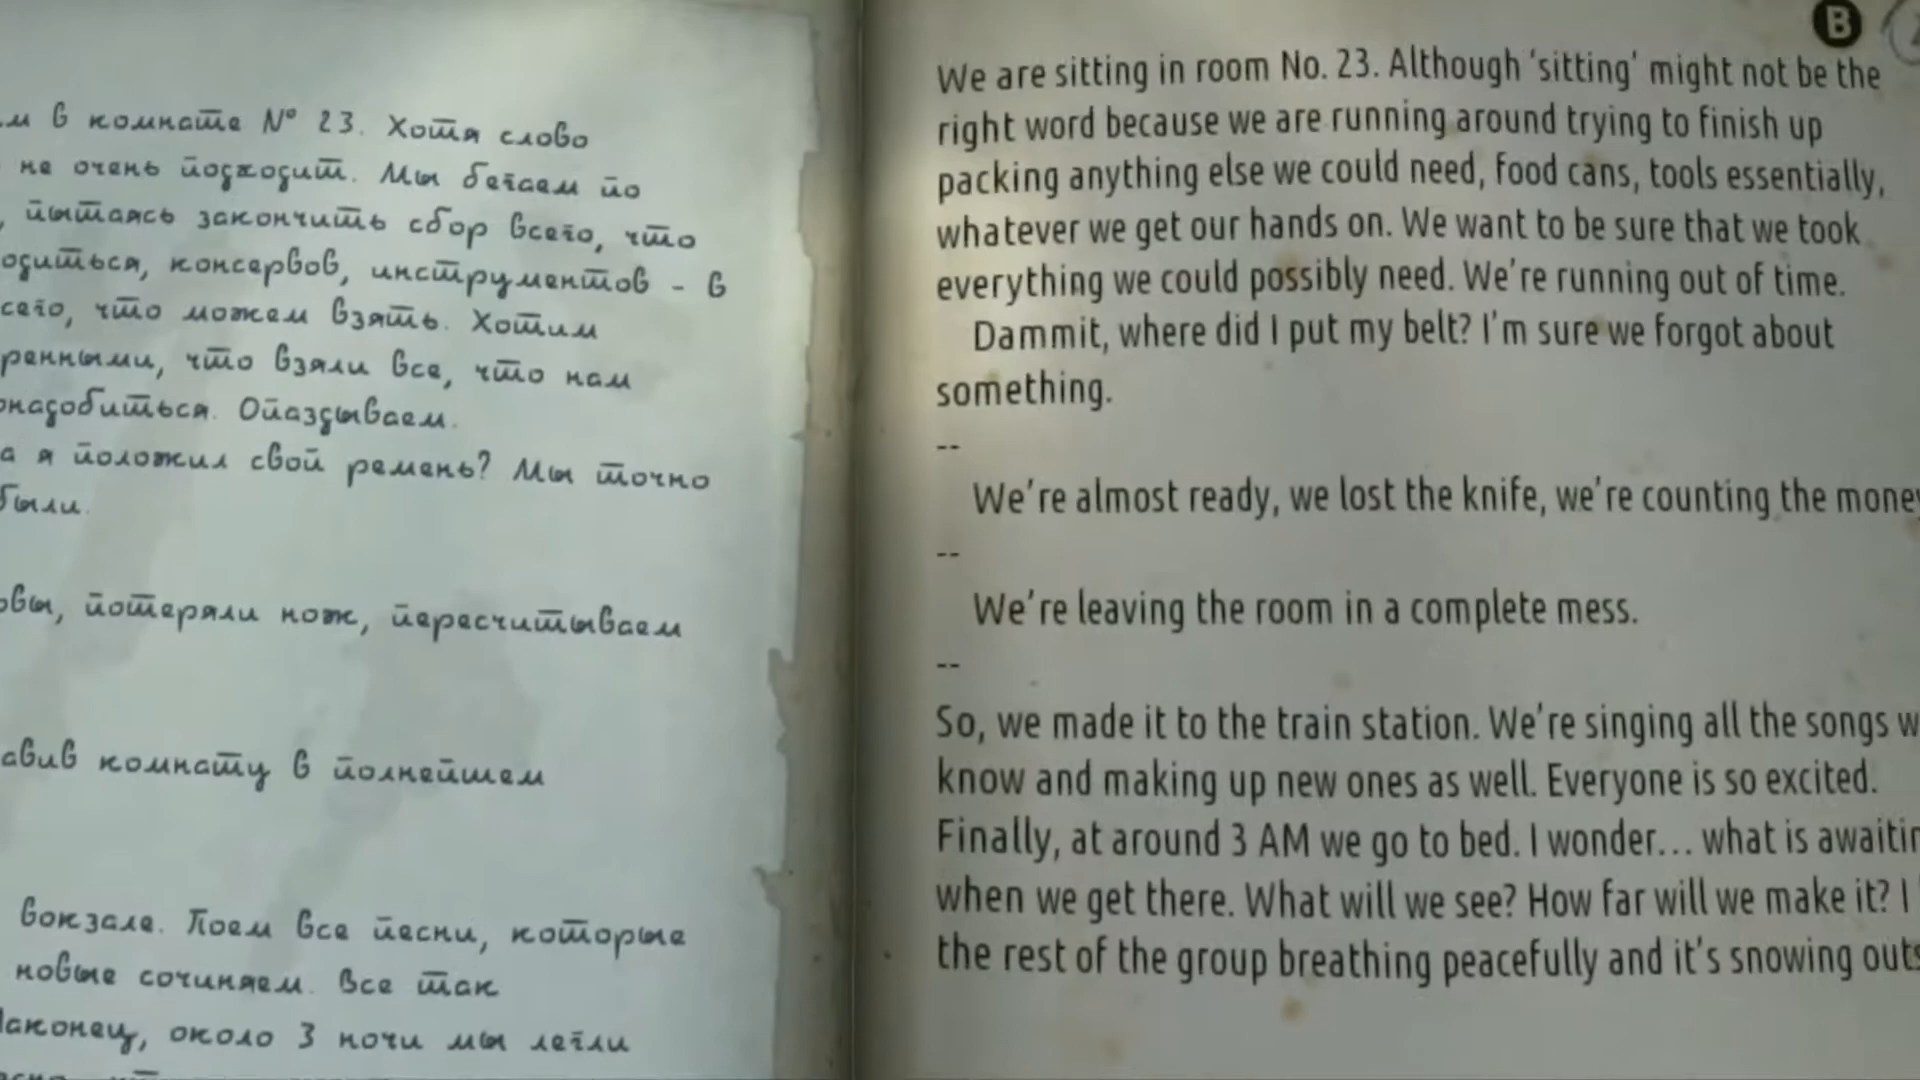 в комнате № 23. Хотя слово
не очень подходит. Мы бегаем по
, пытаясь закончить сбор всего, что
консервов, инструментов - в
что можем взять. Хотим
что взяли все, что нам
Опаздываем.
а я положил свой ремень? Мы точно
были.
потеряли нож, пересчитываем
комнату в полнейшем
вокзале. Поем все песни, которые
новые сочиняем. Все так
Наконец, около 3 ночи мы легли
B
We are sitting in room No. 23. Although ‘sitting’ might not be the
right word because we are running around trying to finish up
packing anything else we could need, food cans, tools essentially,
whatever we get our hands on. We want to be sure that we took
everything we could possibly need. We're running out of time.
Dammit, where did I put my belt? I'm sure we forgot about
something.
--
We're almost ready, we lost the knife, we're counting the money
--
We're leaving the room in a complete mess.
--
So, we made it to the train station. We're singing all the songs w
know and making up new ones as well. Everyone is so excited.
Finally, at around 3 AM we go to bed. I wonder... what is awaitin
when we get there. What will we see? How far will we make it? I
the rest of the group breathing peacefully and it's snowing outs